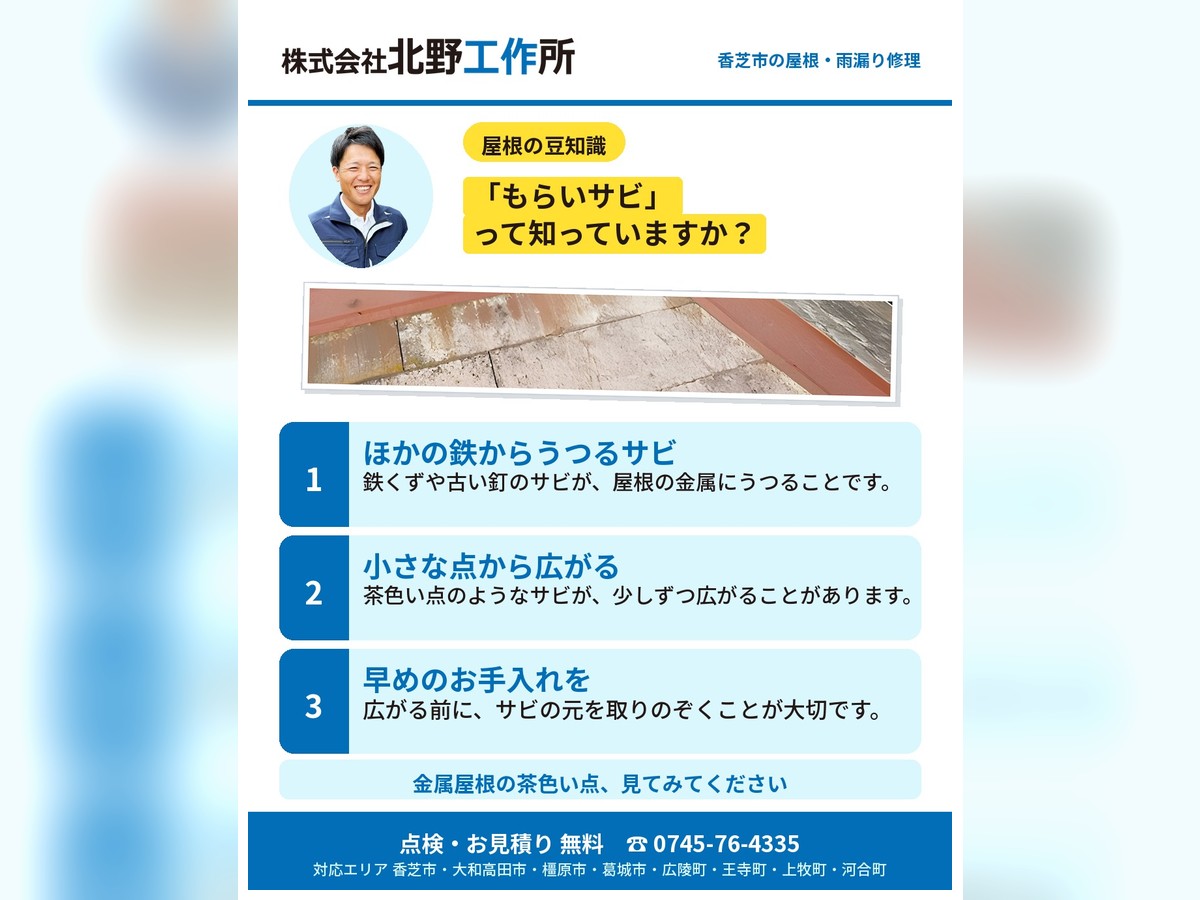 株式会社北野工作所
香芝市の屋根・雨漏り修理
屋根の豆知識
「もらいサビ」
って知っていますか？
1
ほかの鉄からうつるサビ
鉄くずや古い釘のサビが、屋根の金属にうつることです。
2
小さな点から広がる
茶色い点のようなサビが、少しずつ広がることがあります。
3
早めのお手入れを
広がる前に、サビの元を取りのぞくことが大切です。
金属屋根の茶色い点、見てみてください
点検・お見積り 無料 ☎ 0745-76-4335
対応エリア 香芝市・大和高田市・橿原市・葛城市・広陵町・王寺町・上牧町・河合町